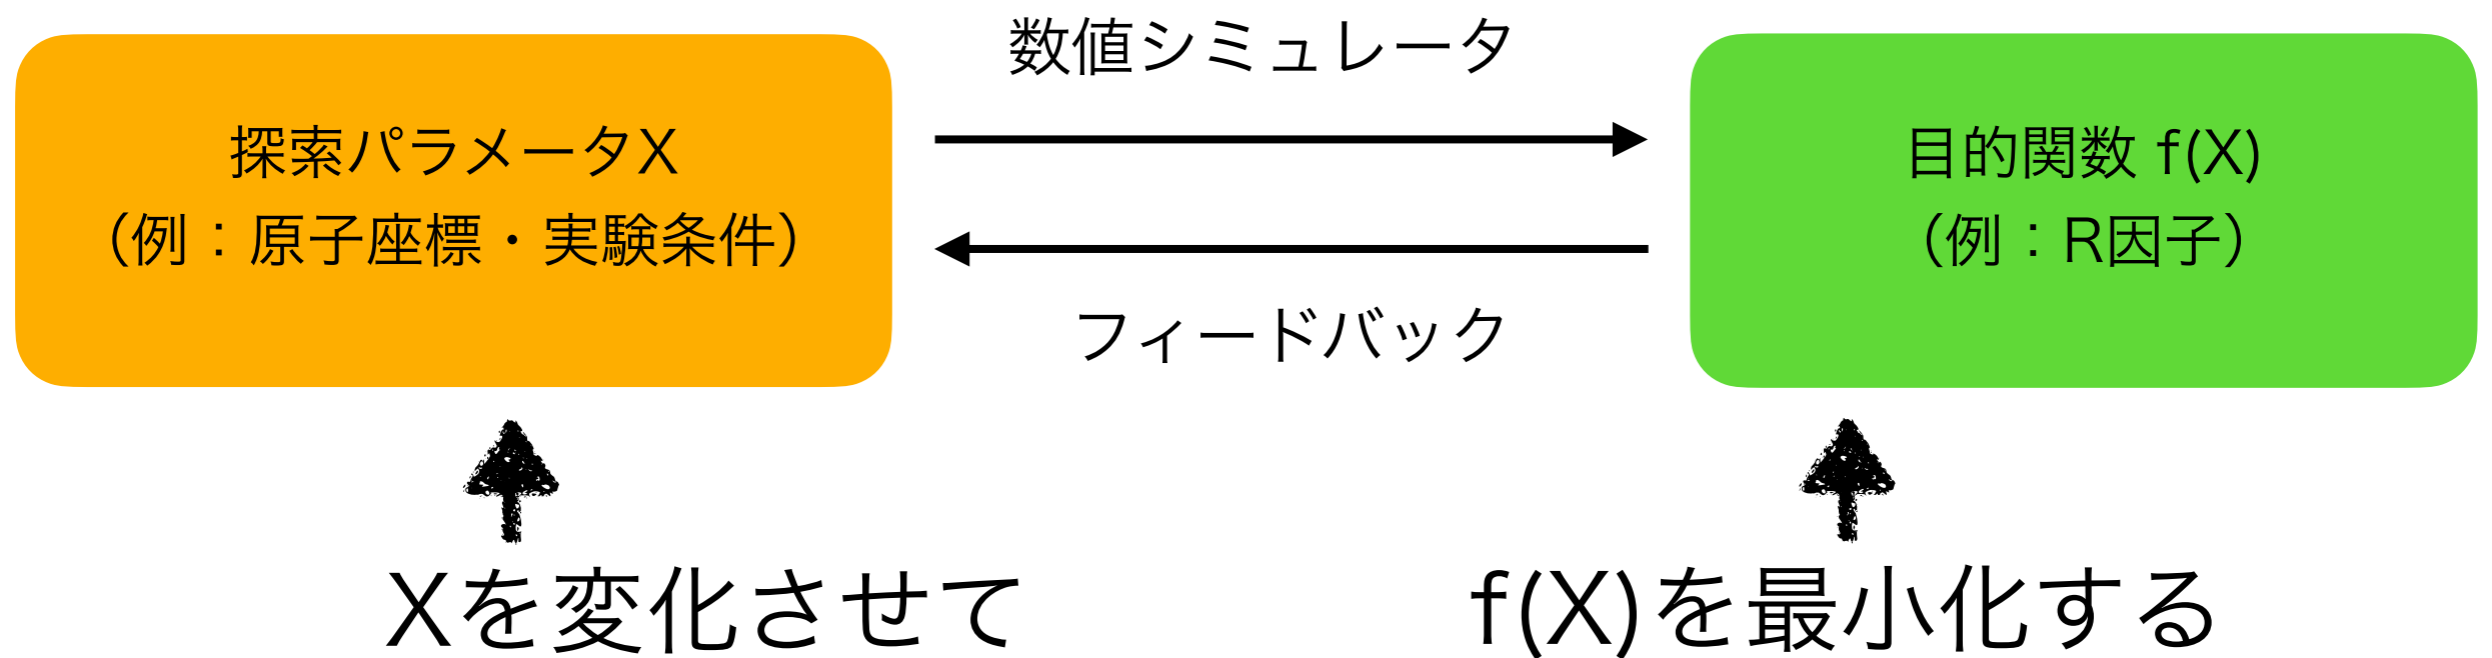 数値シミュレータ
探索パラメータX
(例：原子座標・実験条件)
目的関数 f(X)
(例：R因子)
フィードバック
Xを変化させて
f(X)を最小化する